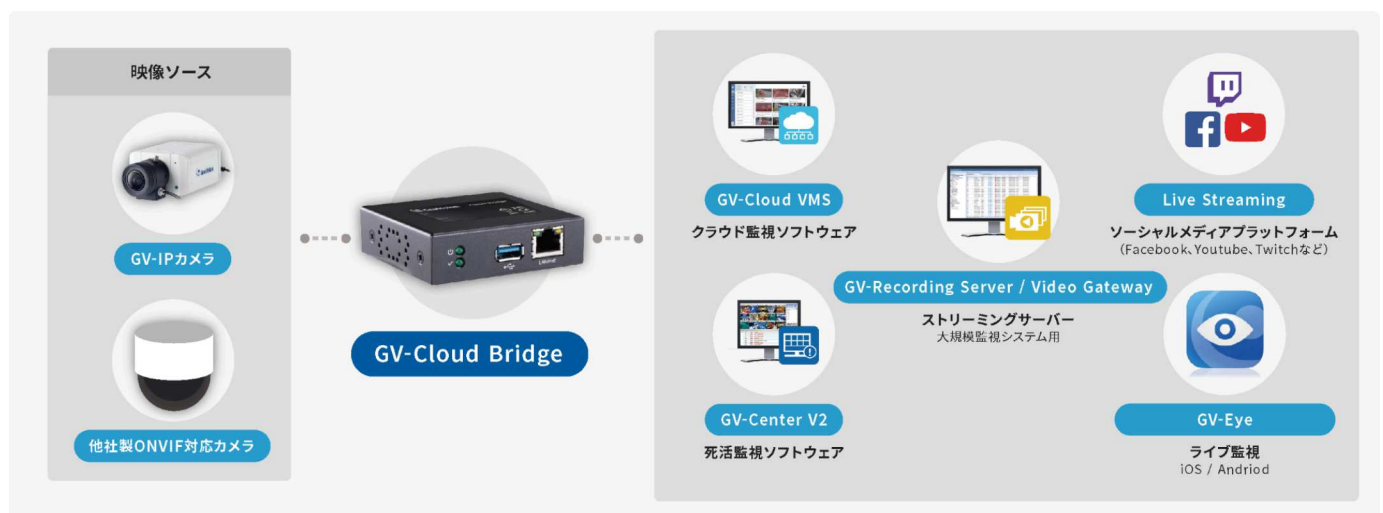 映像ソース
GV-IPカメラ
他社製ONVIF対応カメラ
GV-Cloud Bridge
GV-Cloud VMS
クラウド監視ソフトウェア
GV-Center V2
死活監視ソフトウェア
GV-Recording Server / Video Gateway
ストリーミングサーバー
大規模監視システム用
Live Streaming
ソーシャルメディアプラットフォーム
（Facebook、Youtube、Twitchなど）
GV-Eye
ライブ監視
iOS / Andriod